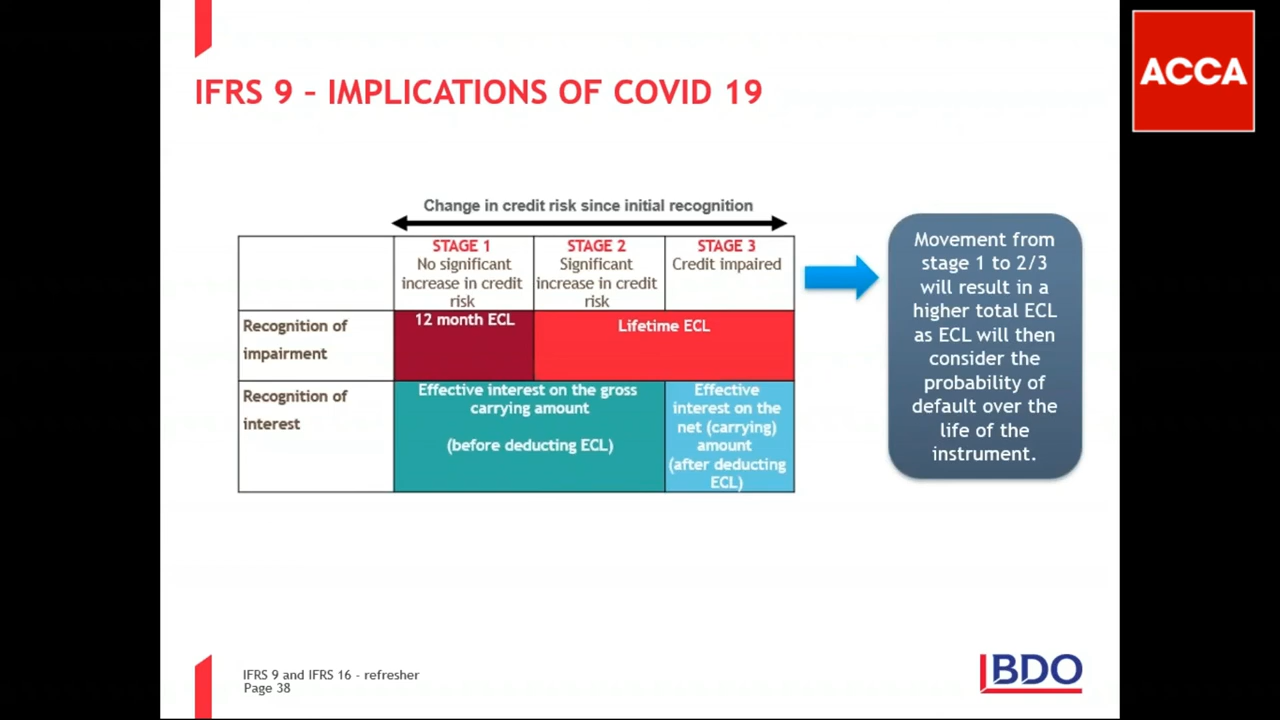 ACCA
IFRS 9 – IMPLICATIONS OF COVID 19
Change in credit risk since initial recognition
STAGE 1
No significant
increase in credit
risk
STAGE 2
Significant
increase in credit
risk
STAGE 3
Credit impaired
Recognition of
impairment
12 month ECL
Lifetime ECL
Recognition of
interest
Effective interest on the gross
carrying amount
(before deducting ECL)
Effective
interest on the
net (carrying)
amount
(after deducting
ECL)
Movement from
stage 1 to 2/3
will result in a
higher total ECL
as ECL will then
consider the
probability of
default over the
life of the
instrument.
IFRS 9 and IFRS 16 - refresher
Page 38
BDO